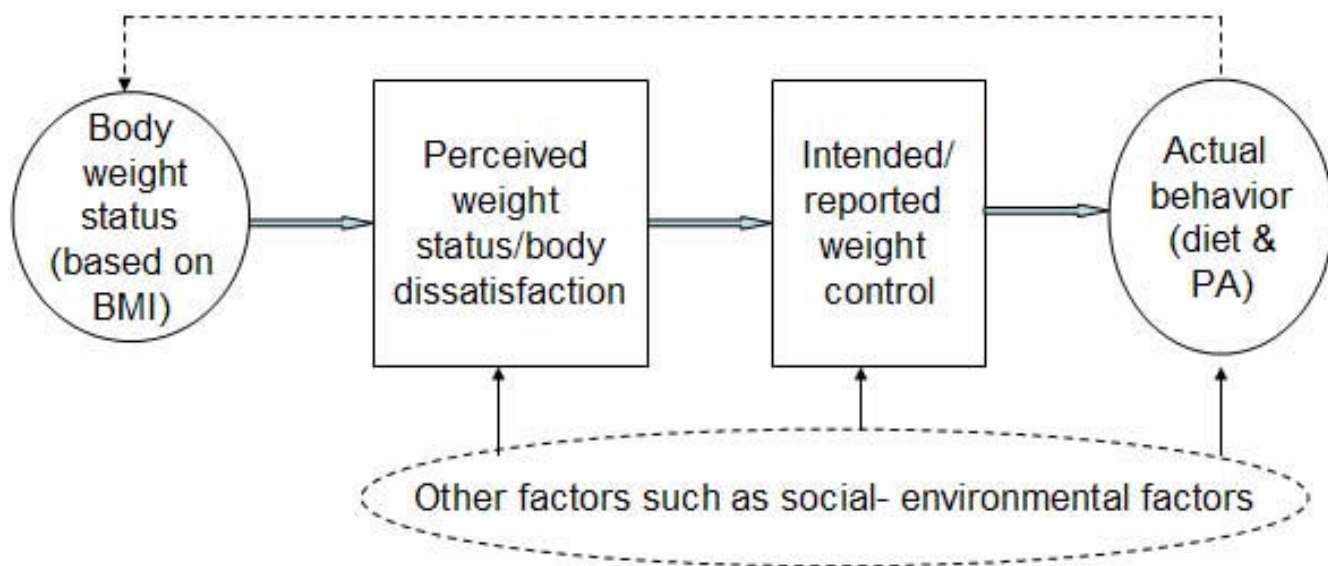 Body
weight
status
(based on
BMI)
Perceived
weight
status/body
dissatisfaction
Intended/
reported
weight
control
Actual
behavior
(diet &
PA)
Other factors such as social- environmental factors